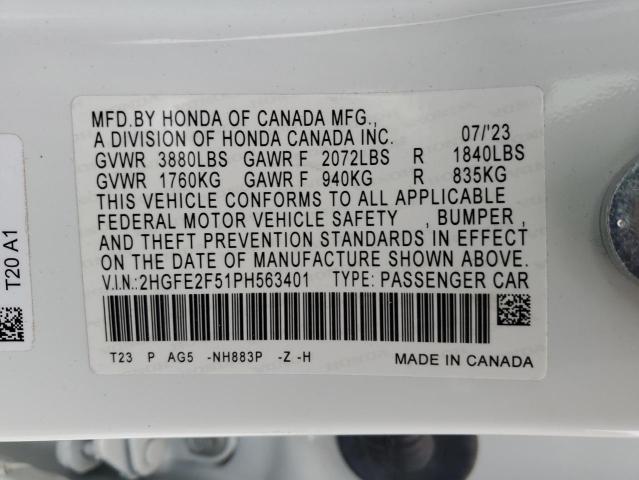 MFD.BY HONDA OF CANADA MFG.,
A DIVISION OF HONDA CANADA INC. 07/'23
GVWR 3880LBS GAWR F 2072LBS R 1840LBS
GVWR 1760KG GAWR F 940KG R 835KG
THIS VEHICLE CONFORMS TO ALL APPLICABLE
FEDERAL MOTOR VEHICLE SAFETY , BUMPER ,
AND THEFT PREVENTION STANDARDS IN EFFECT
ON THE DATE OF MANUFACTURE SHOWN ABOVE.
V.I.N.:2HGFE2F51PH563401 TYPE: PASSENGER CAR
T23 P AG5 -NH883P -Z -H MADE IN CANADA
T20 A1